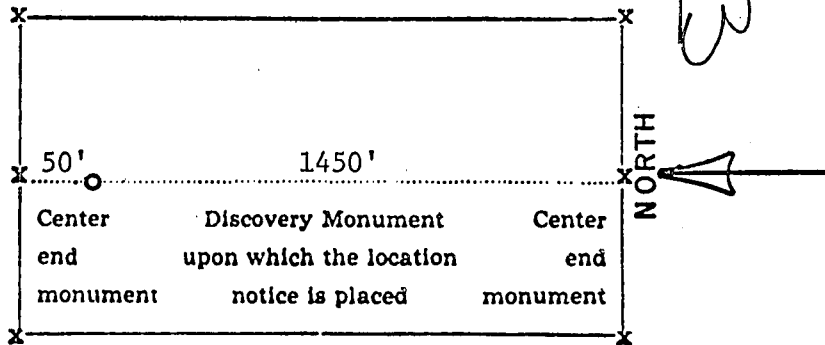 50' 1450'
NORTH
Center Discovery Monument Center
end upon which the location end
monument notice is placed monument